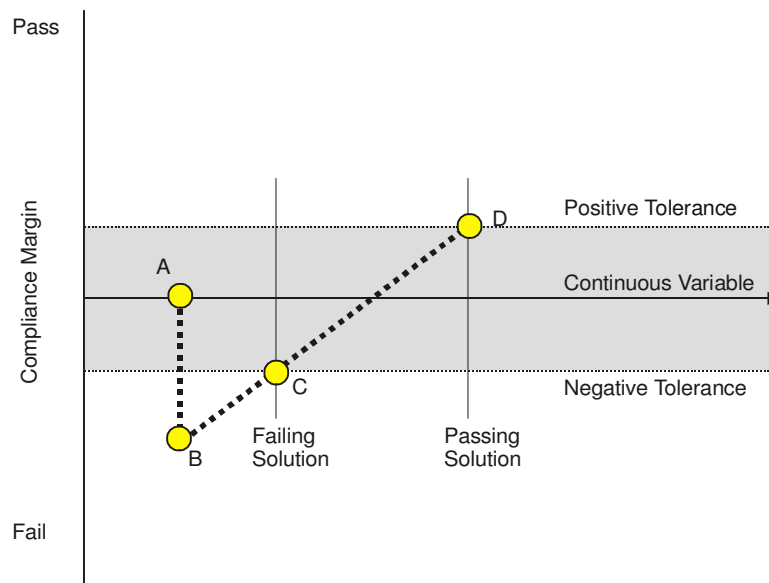 Pass
Positive Tolerance
D
A
Continuous Variable
Compliance Margin
C
Negative Tolerance
B
Failing
Solution
Passing
Solution
Fail